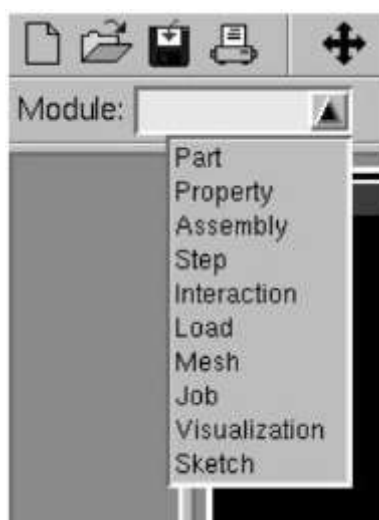 Module:
Part
Property
Assembly
Step
Interaction
Load
Mesh
Job
Visualization
Sketch